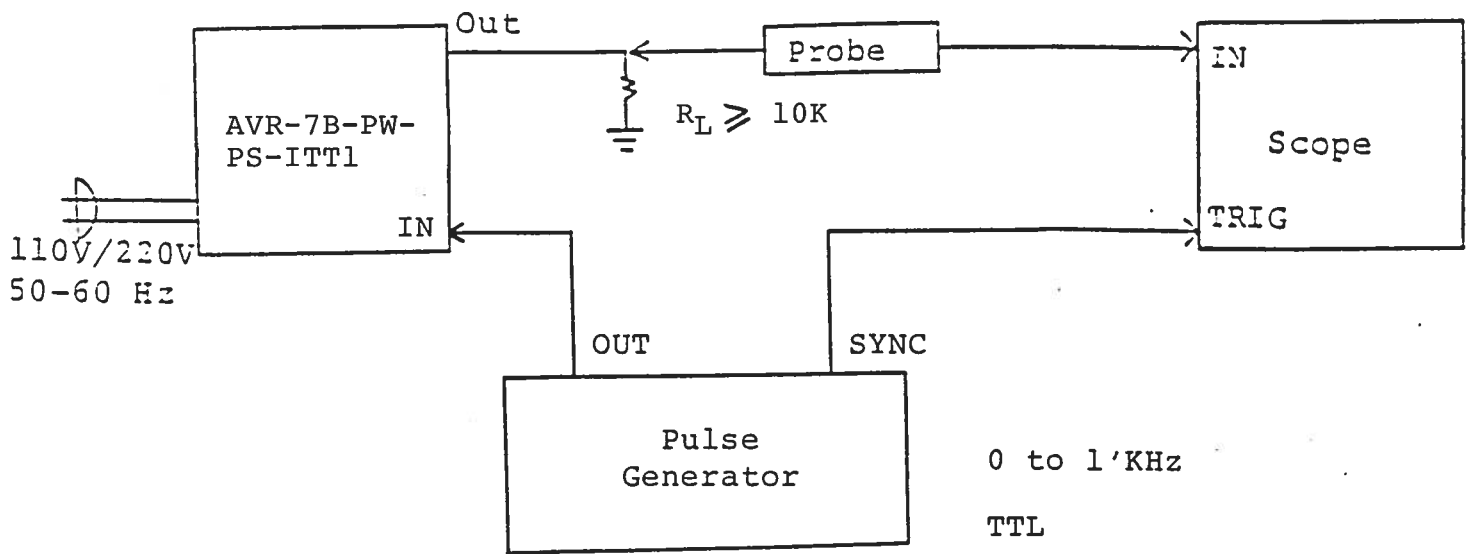 Out
Probe
IN
AVR-7B-PW-
PS-ITT1
R_L ⩾ 10K
Scope
IN
TRIG
110V/220V
50-60 Hz
OUT
SYNC
Pulse
Generator
0 to 1'KHz
TTL